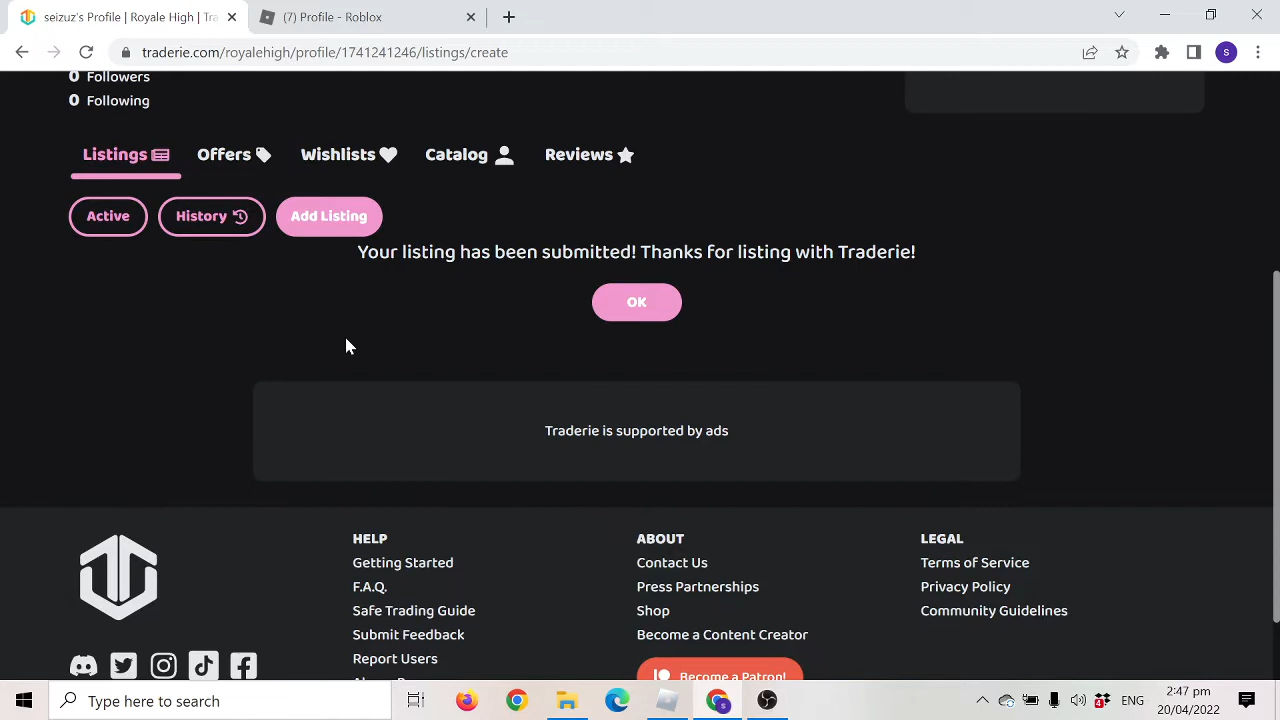 seizuz's Profile | Royale High | Tra
(7) Profile - Roblox
traderie.com/royalehigh/profile/1741241246/listings/create
S
0 Followers
0 Following
Listings
Offers
Wishlists
Catalog
Reviews
Active
History
Add Listing
Your listing has been submitted! Thanks for listing with Traderie!
OK
Traderie is supported by ads
HELP
Getting Started
F.A.Q.
Safe Trading Guide
Submit Feedback
Report Users
ABOUT
Contact Us
Press Partnerships
Shop
Become a Content Creator
Become a Patron!
LEGAL
Terms of Service
Privacy Policy
Community Guidelines
Type here to search
S
4
ENG
2:47 pm
20/04/2022